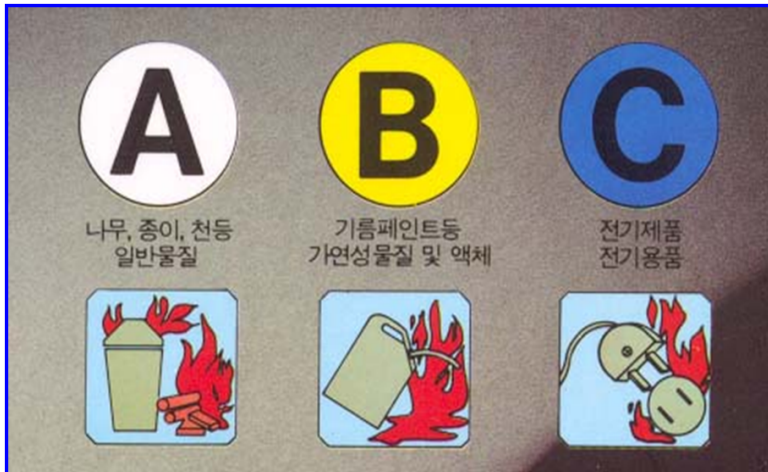 A
B
C
나무, 종이, 천등
일반물질
기름페인트등
가연성물질 및 액체
전기제품
전기용품